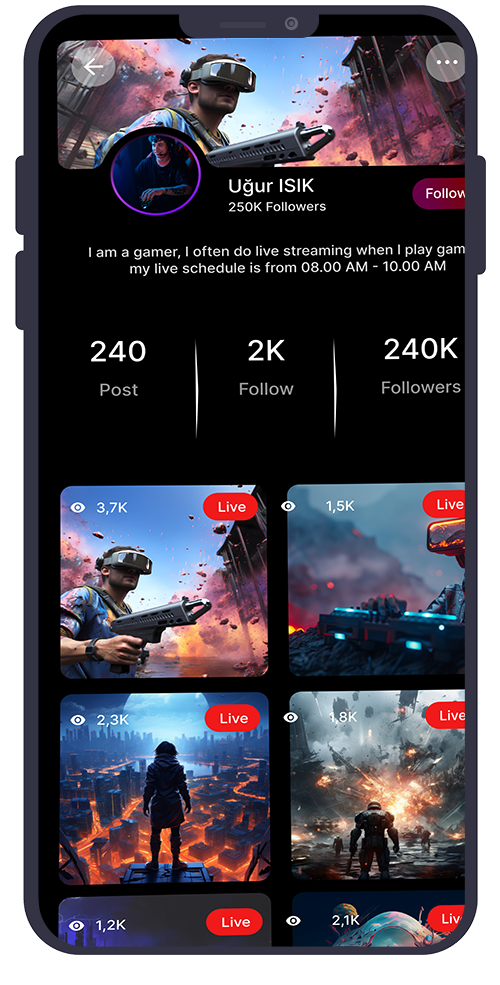 Uğur ISIK
250K Followers
Follow
I am a gamer, I often do live streaming when I play gam
my live schedule is from 08.00 AM - 10.00 AM
240
2K
240K
Post
Follow
Followers
3,7K
Live
1,5K
Live
2,3K
Live
1,8K
Live
1,2K
Live
2,1K
Liv